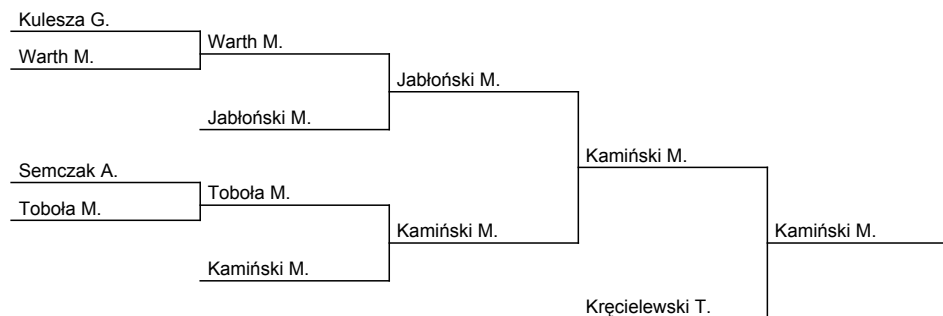 Kulesza G.
Warth M.
Warth M.
Jabłoński M.
Jabłoński M.
Semczak A.
Kamiński M.
Toboła M.
Toboła M.
Kamiński M.
Kamiński M.
Kamiński M.
Kręcielewski T.